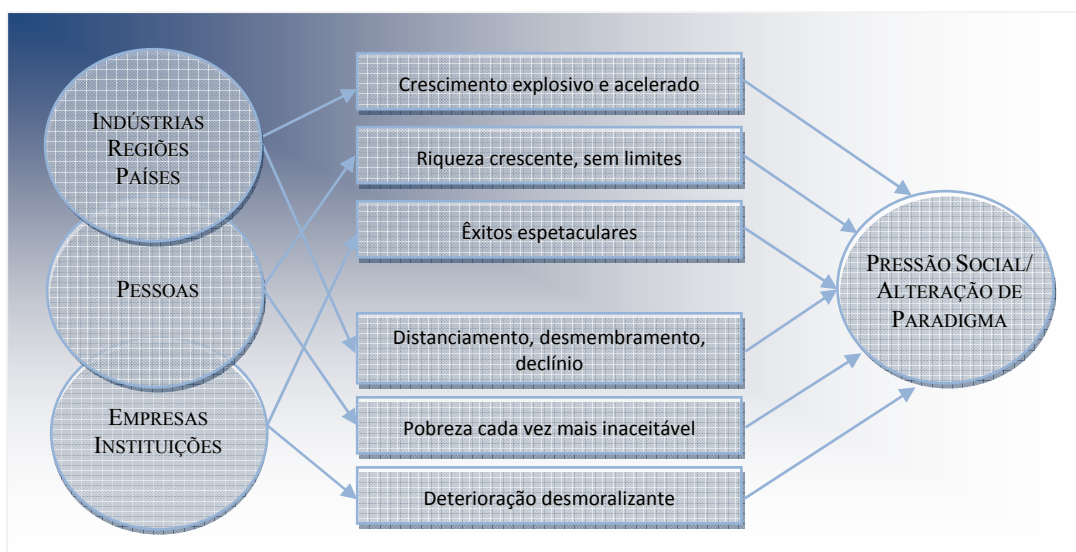 INDÚSTRIAS
REGIÕES
PAÍSES
PESSOAS
EMPRESAS
INSTITUIÇÕES
Crescimento explosivo e acelerado
Riqueza crescente, sem limites
Êxitos espetaculares
Distanciamento, desmembramento,
declínio
Pobreza cada vez mais inaceitável
Deterioração desmoralizante
PRESSÃO SOCIAL/
ALTERAÇÃO DE
PARADIGMA